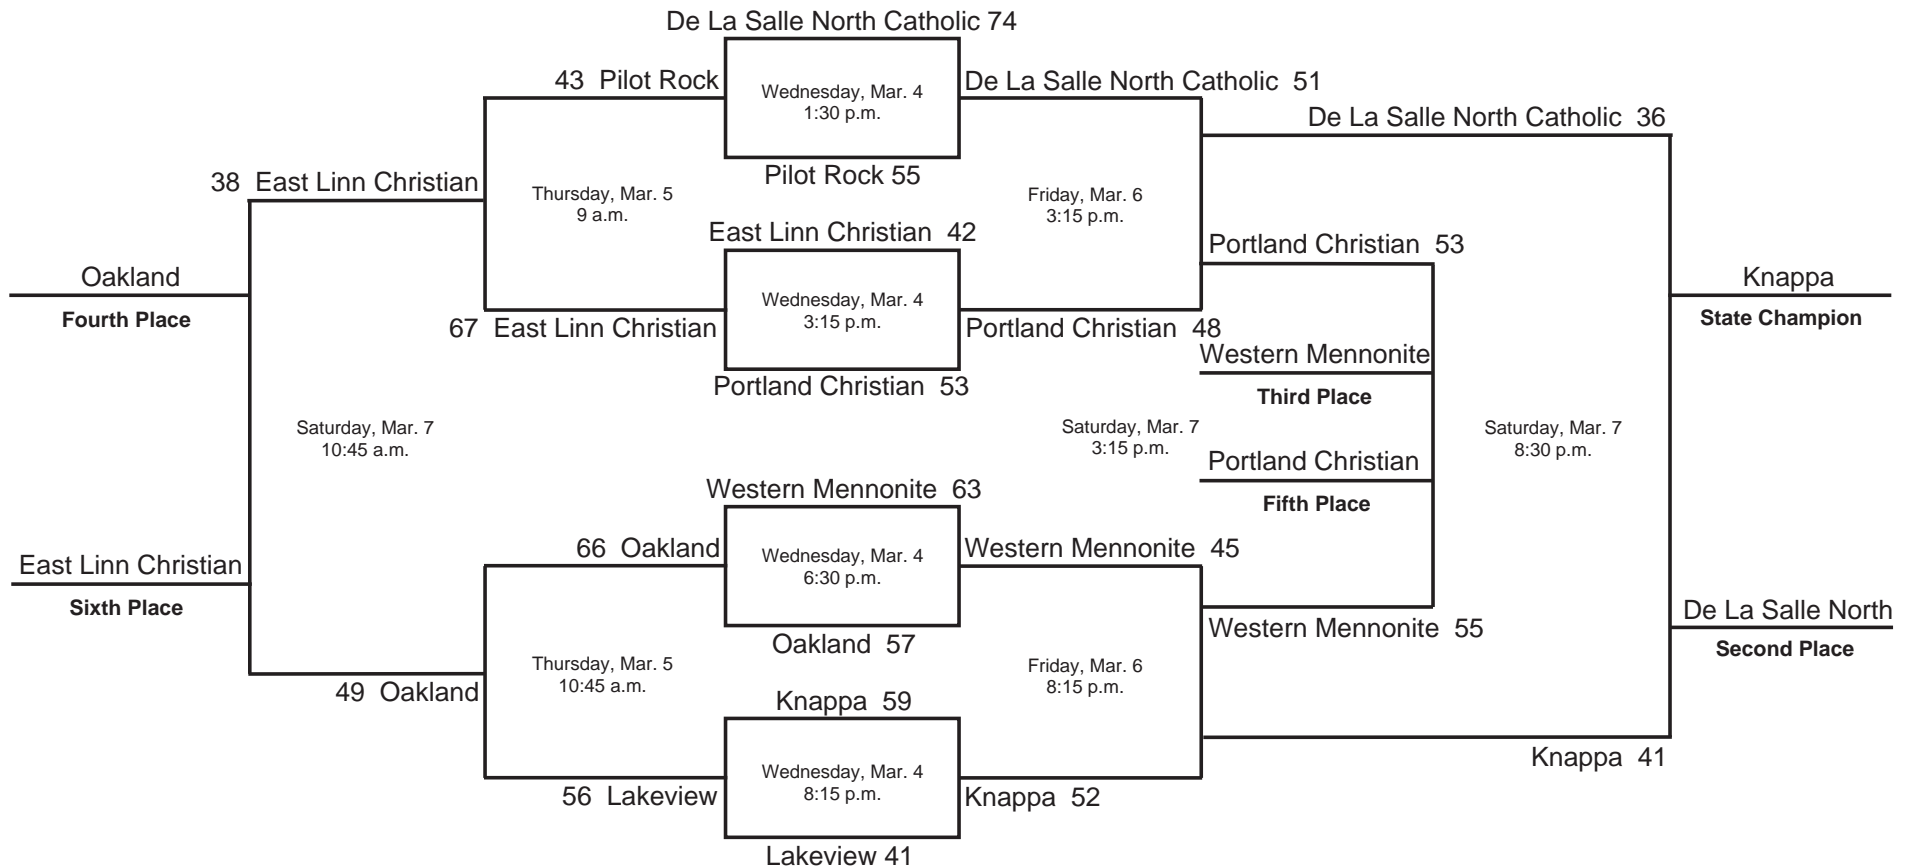 De La Salle North Catholic 74
43 Pilot Rock
Wednesday, Mar. 4
1:30 p.m.
De La Salle North Catholic 51
De La Salle North Catholic 36
Pilot Rock 55
38 East Linn Christian
Thursday, Mar. 5
9 a.m.
Friday, Mar. 6
3:15 p.m.
East Linn Christian 42
Portland Christian 53
Oakland
Fourth Place
Wednesday, Mar. 4
3:15 p.m.
Knappa
State Champion
67 East Linn Christian
Portland Christian 48
Western Mennonite
Third Place
Portland Christian 53
Saturday, Mar. 7
10:45 a.m.
Saturday, Mar. 7
3:15 p.m.
Saturday, Mar. 7
8:30 p.m.
Portland Christian
Fifth Place
Western Mennonite 63
66 Oakland
Wednesday, Mar. 4
6:30 p.m.
Western Mennonite 45
East Linn Christian
Sixth Place
Oakland 57
Western Mennonite 55
De La Salle North
Second Place
Thursday, Mar. 5
10:45 a.m.
Friday, Mar. 6
8:15 p.m.
49 Oakland
Knappa 59
Knappa 41
56 Lakeview
Wednesday, Mar. 4
8:15 p.m.
Knappa 52
Lakeview 41